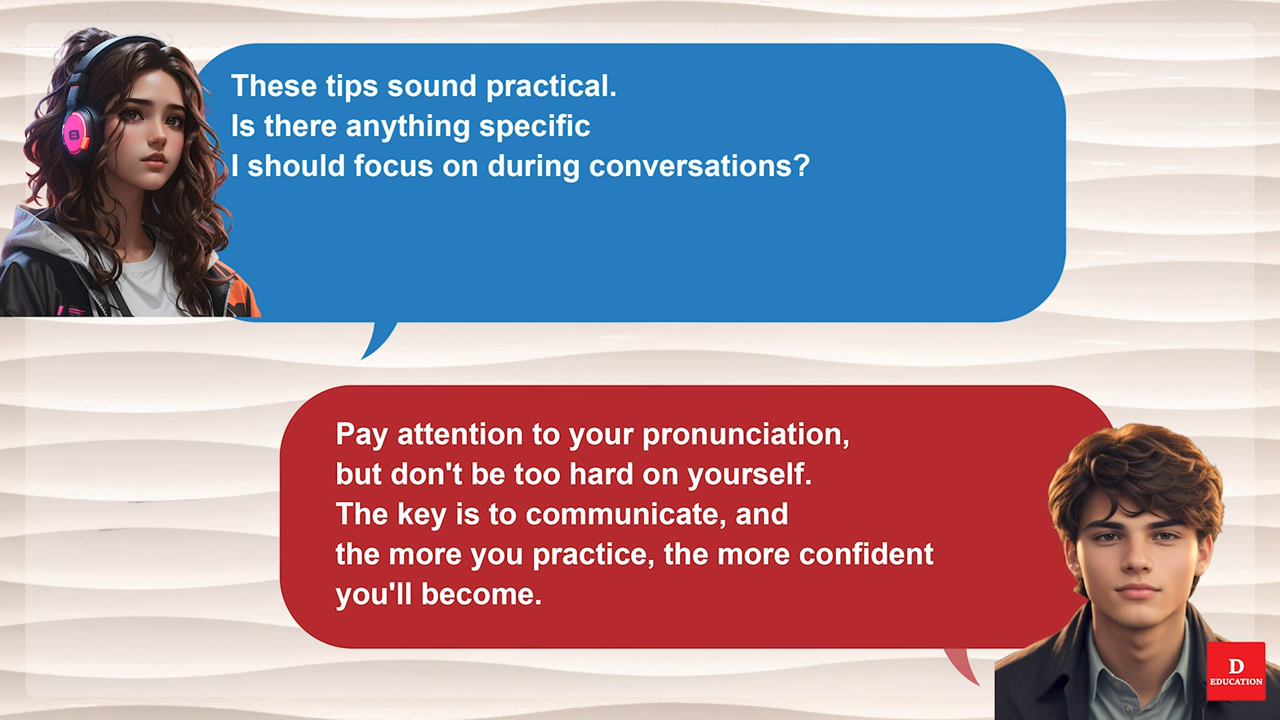 These tips sound practical.
Is there anything specific
I should focus on during conversations?
Pay attention to your pronunciation,
but don't be too hard on yourself.
The key is to communicate, and
the more you practice, the more confident
you'll become.
D
EDUCATION